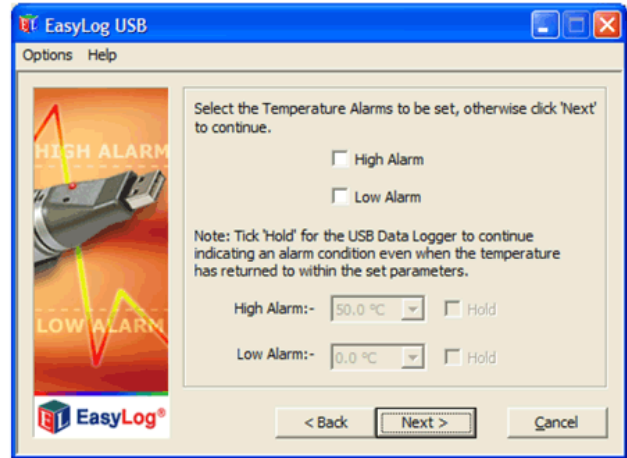 EasyLog USB
Options Help
HIGH ALARM
LOW ALARM
EasyLog®
Select the Temperature Alarms to be set, otherwise click 'Next'
to continue.
High Alarm
Low Alarm
Note: Tick 'Hold' for the USB Data Logger to continue
indicating an alarm condition even when the temperature
has returned to within the set parameters.
High Alarm:- 50.0 ºC Hold
Low Alarm:- 0.0 ºC Hold
< Back Next > Cancel